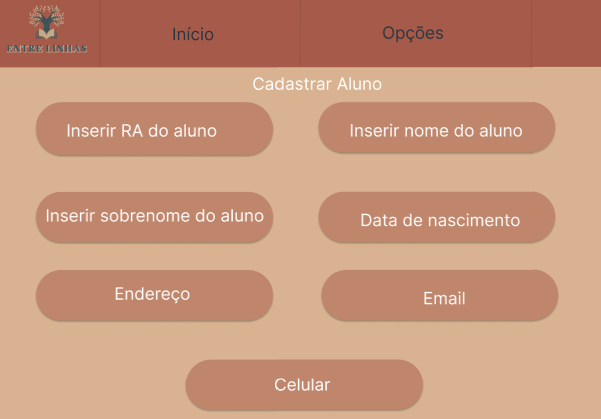 ENTRE LINHAS
Início
Opções
Cadastrar Aluno
Inserir RA do aluno
Inserir nome do aluno
Inserir sobrenome do aluno
Data de nascimento
Endereço
Email
Celular